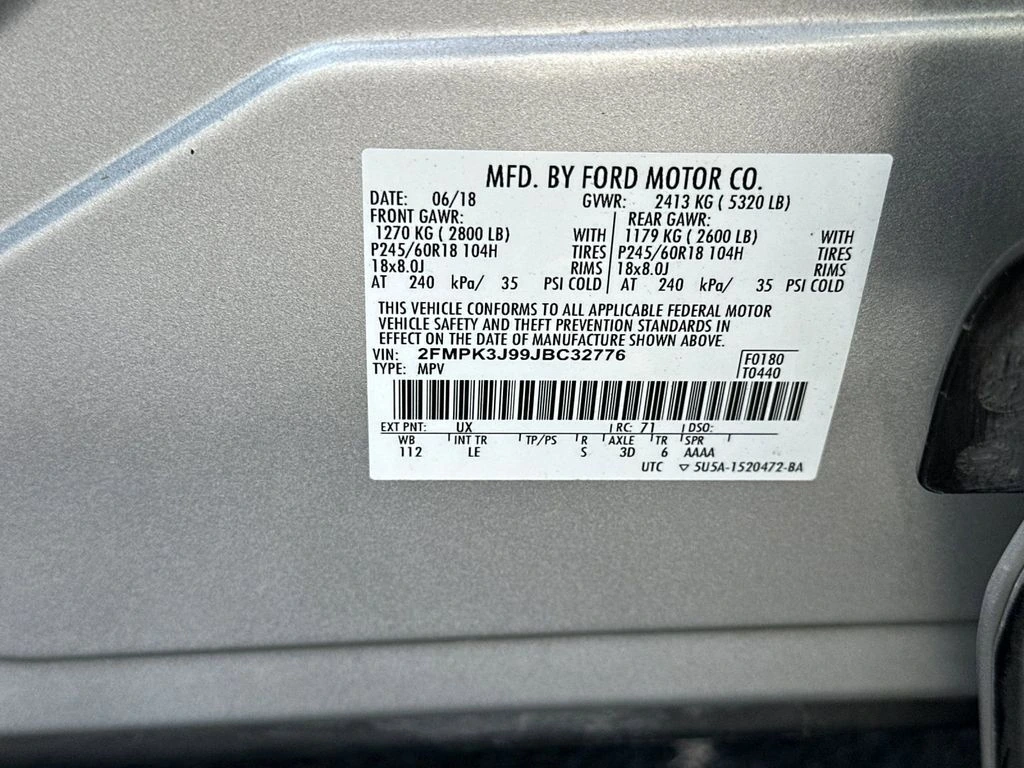 MFD. BY FORD MOTOR CO.
DATE: 06/18 GVWR: 2413 KG ( 5320 LB)
FRONT GAWR: REAR GAWR:
1270 KG ( 2800 LB) WITH 1179 KG ( 2600 LB) WITH
P245/60R18 104H TIRES P245/60R18 104H TIRES
18x8.0J RIMS 18x8.0J RIMS
AT 240 kPa/ 35 PSI COLD AT 240 kPa/ 35 PSI COLD
THIS VEHICLE CONFORMS TO ALL APPLICABLE FEDERAL MOTOR
VEHICLE SAFETY AND THEFT PREVENTION STANDARDS IN
EFFECT ON THE DATE OF MANUFACTURE SHOWN ABOVE.
VIN: 2FMPK3J99JBC32776 F0180
TYPE: MPV T0440
EXT PNT: UX RC: 71 DSO:
WB INT TR TP/PS R AXLE TR SPR
112 LE S 3D 6 AAAA
UTC ▽ 5U5A-1520472-BA